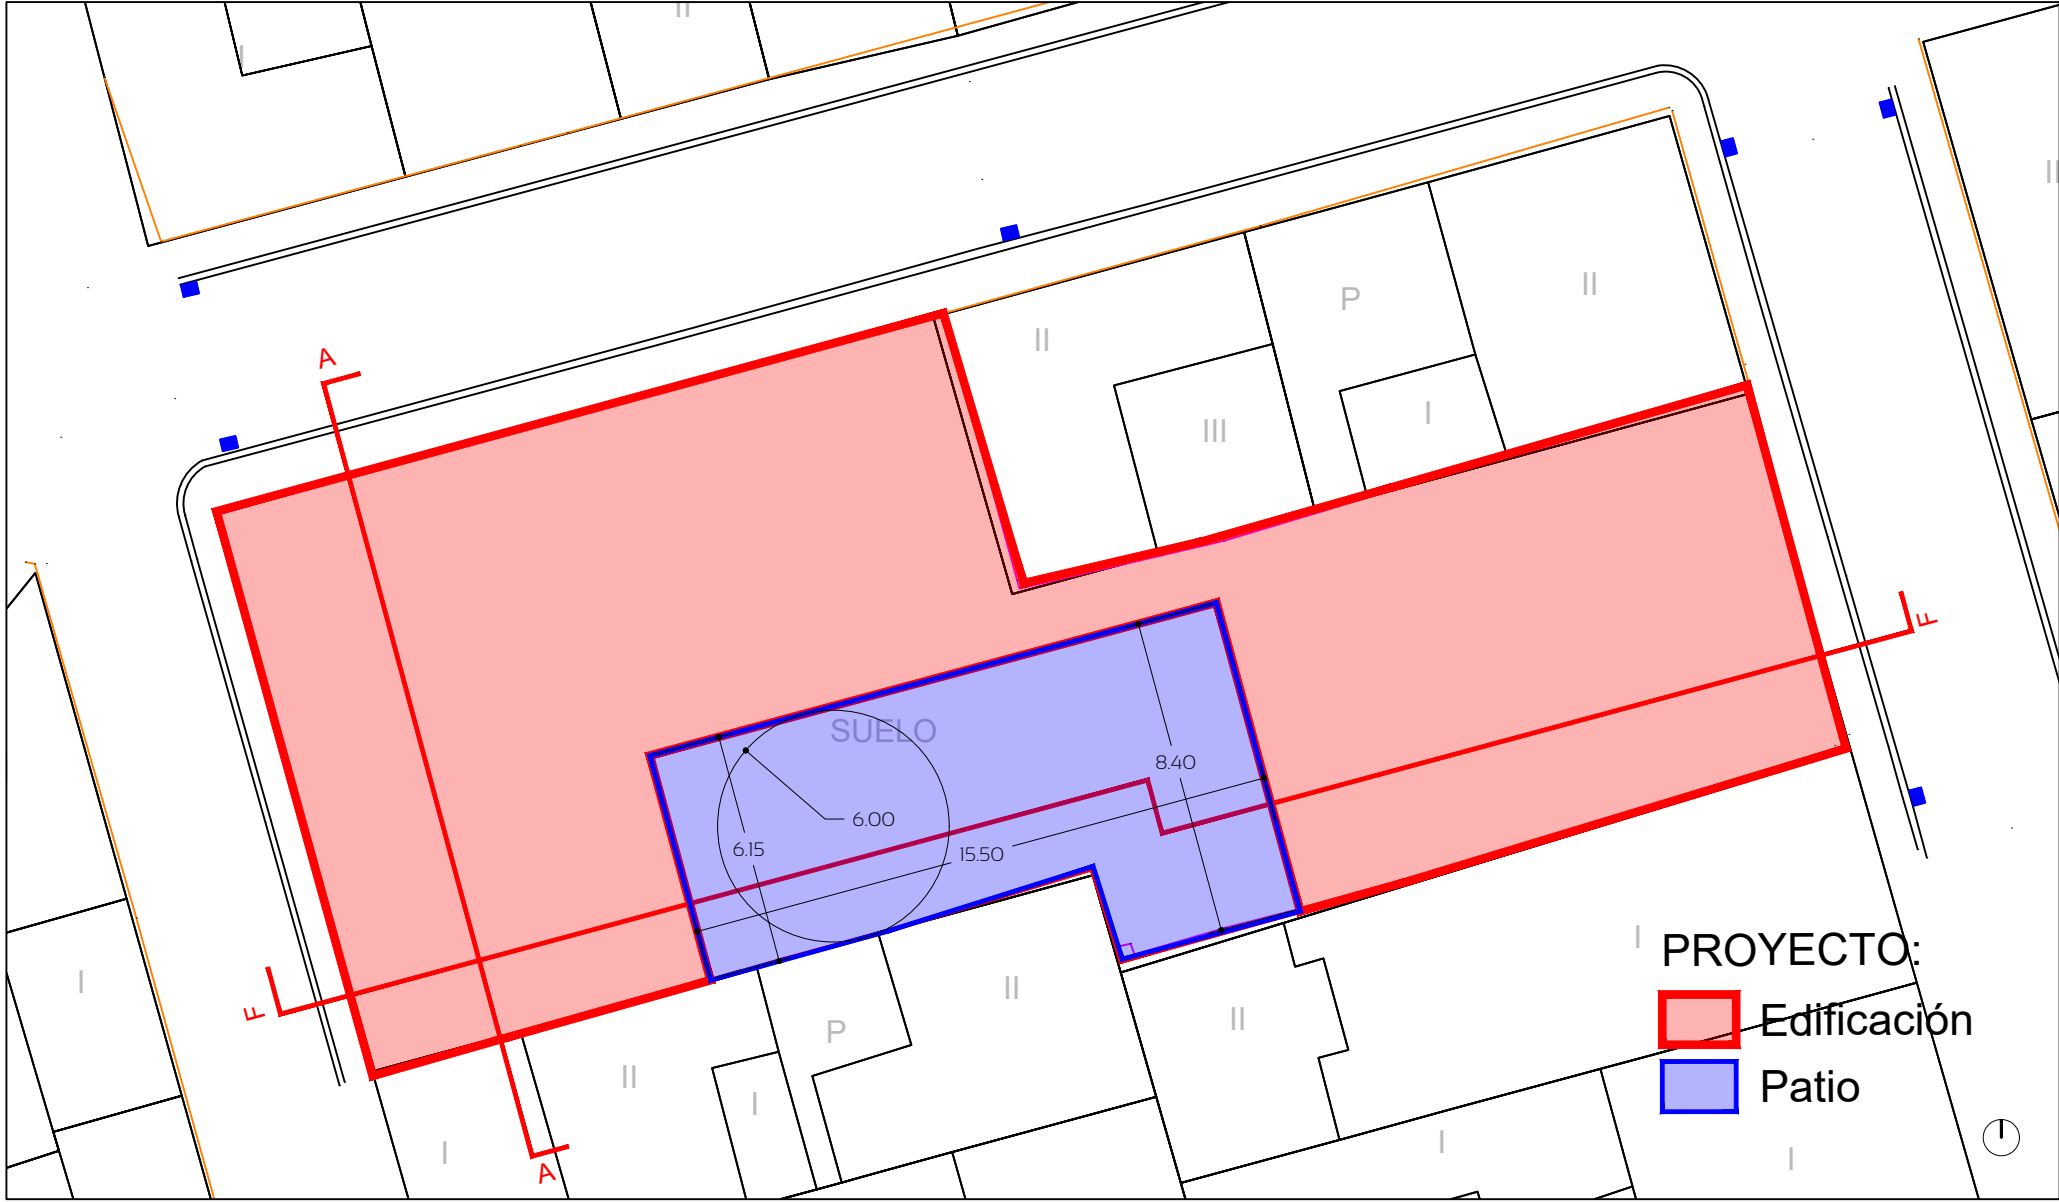 II
I
II
A
II
P
II
III
I
F
SUELO
8.40
6.00
6.15
15.50
PROYECTO:
I
I
II
F
II
Edificación
P
II
I
Patio
I
I
I
A